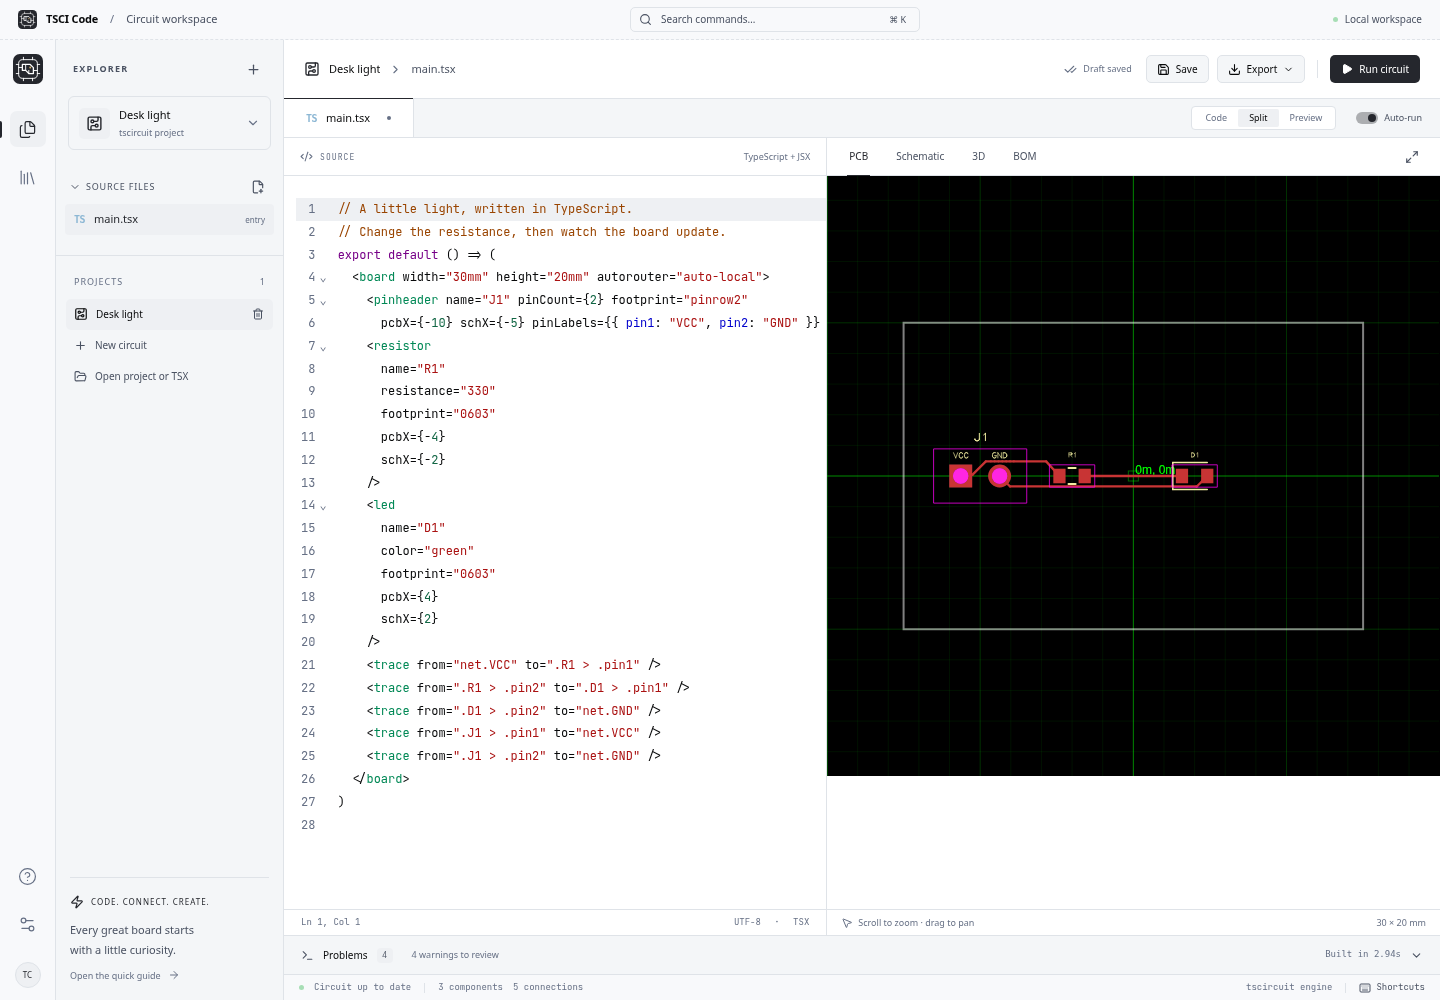 TSCI Code / Circuit workspace
Search commands... ⌘ K
Local workspace
EXPLORER
Desk light
tscircuit project
SOURCE FILES
TS main.tsx entry
PROJECTS 1
Desk light
New circuit
Open project or TSX
CODE. CONNECT. CREATE.
Every great board starts
with a little curiosity.
Open the quick guide
TC
Desk light > main.tsx
Draft saved
Save
Export
Run circuit
TS main.tsx
Code Split Preview
Auto-run
SOURCE
TypeScript + JSX
1 // A little light, written in TypeScript.
2 // Change the resistance, then watch the board update.
3 export default () => (
4 <board width="30mm" height="20mm" autorouter="auto-local">
5 <pinheader name="J1" pinCount={2} footprint="pinrow2"
6 pcbX={-10} schX={-5} pinLabels={{ pin1: "VCC", pin2: "GND" }}
7 <resistor
8 name="R1"
9 resistance="330"
10 footprint="0603"
11 pcbX={-4}
12 schX={-2}
13 />
14 <led
15 name="D1"
16 color="green"
17 footprint="0603"
18 pcbX={4}
19 schX={2}
20 />
21 <trace from="net.VCC" to=".R1 > .pin1" />
22 <trace from=".R1 > .pin2" to=".D1 > .pin1" />
23 <trace from=".D1 > .pin2" to="net.GND" />
24 <trace from=".J1 > .pin1" to="net.VCC" />
25 <trace from=".J1 > .pin2" to="net.GND" />
26 </board>
27 )
28
Ln 1, Col 1
UTF-8 · TSX
PCB Schematic 3D BOM
J1
VCC GND R1 D1
0m, 0m
Scroll to zoom · drag to pan
30 × 20 mm
Problems 4 4 warnings to review
Built in 2.94s
Circuit up to date
3 components 5 connections
tscircuit engine
Shortcuts